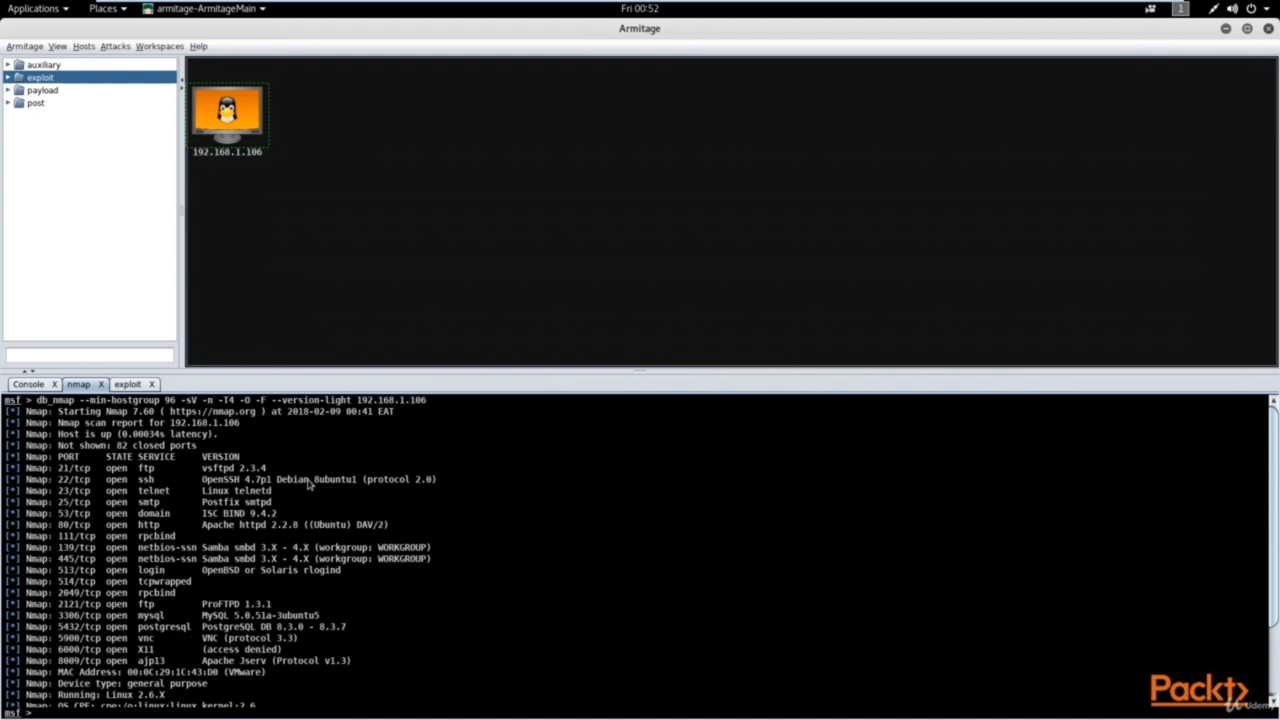 Applications Places armitage-ArmitageMain Fri 00:52 1
Armitage
Armitage View Hosts Attacks Workspaces Help
auxiliary
exploit
payload
post
192.168.1.106
Console X nmap X exploit X
msf > db_nmap --min-hostgroup 96 -sV -n -T4 -O -F --version-light 192.168.1.106
[*] Nmap: Starting Nmap 7.60 ( https://nmap.org ) at 2018-02-09 00:41 EAT
[*] Nmap: Nmap scan report for 192.168.1.106
[*] Nmap: Host is up (0.00034s latency).
[*] Nmap: Not shown: 82 closed ports
[*] Nmap: PORT STATE SERVICE VERSION
[*] Nmap: 21/tcp open ftp vsftpd 2.3.4
[*] Nmap: 22/tcp open ssh OpenSSH 4.7p1 Debian 8ubuntu1 (protocol 2.0)
[*] Nmap: 23/tcp open telnet Linux telnetd
[*] Nmap: 25/tcp open smtp Postfix smtpd
[*] Nmap: 53/tcp open domain ISC BIND 9.4.2
[*] Nmap: 80/tcp open http Apache httpd 2.2.8 ((Ubuntu) DAV/2)
[*] Nmap: 111/tcp open rpcbind
[*] Nmap: 139/tcp open netbios-ssn Samba smbd 3.X - 4.X (workgroup: WORKGROUP)
[*] Nmap: 445/tcp open netbios-ssn Samba smbd 3.X - 4.X (workgroup: WORKGROUP)
[*] Nmap: 513/tcp open login OpenBSD or Solaris rlogind
[*] Nmap: 514/tcp open tcpwrapped
[*] Nmap: 2049/tcp open rpcbind
[*] Nmap: 2121/tcp open ftp ProFTPD 1.3.1
[*] Nmap: 3306/tcp open mysql MySQL 5.0.51a-3ubuntu5
[*] Nmap: 5432/tcp open postgresql PostgreSQL DB 8.3.0 - 8.3.7
[*] Nmap: 5900/tcp open vnc VNC (protocol 3.3)
[*] Nmap: 6000/tcp open X11 (access denied)
[*] Nmap: 8009/tcp open ajp13 Apache Jserv (Protocol v1.3)
[*] Nmap: MAC Address: 00:0C:29:1C:43:D0 (VMware)
[*] Nmap: Device type: general purpose
[*] Nmap: Running: Linux 2.6.X
[*] Nmap: OS CPE: cpe:/o:linux:linux_kernel:2.6
msf >
Packt
Udemy